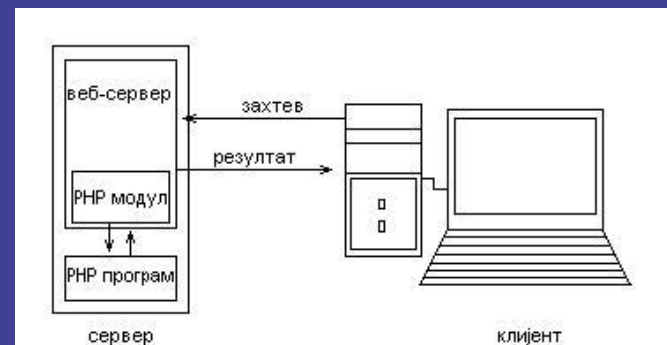 веб-сервер
захтев
резултат
PHP модул
PHP програм
сервер
клијент